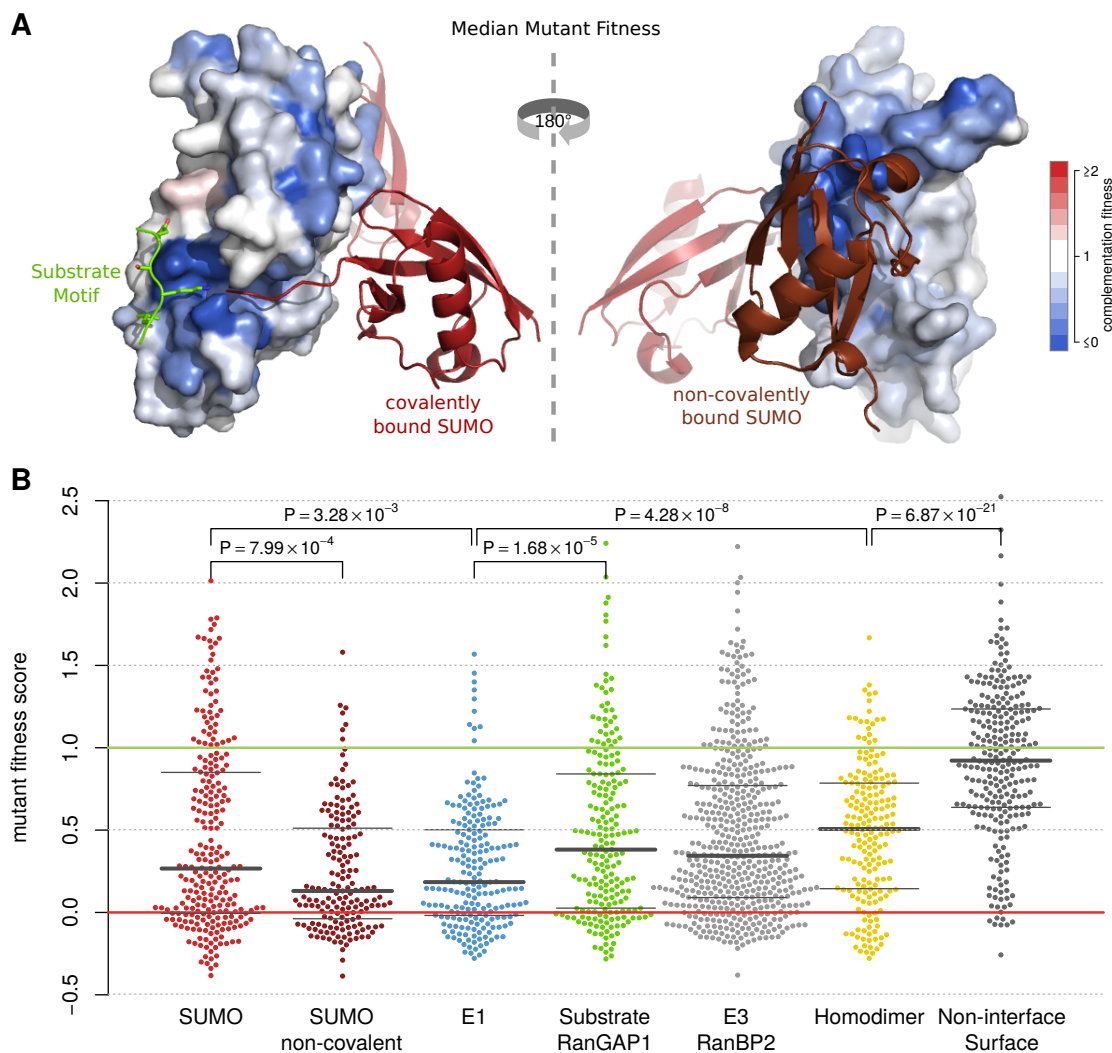 A
Median Mutant Fitness
180°
Substrate
Motif
covalently
bound SUMO
non-covalently
bound SUMO
≥2
1
≤0
complementation fitness
B
mutant fitness score
2.5
2.0
1.5
1.0
0.5
0.0
−0.5
P = 3.28 × 10⁻³
P = 4.28 × 10⁻⁸
P = 6.87 × 10⁻²¹
P = 7.99 × 10⁻⁴
P = 1.68 × 10⁻⁵
SUMO
SUMO
non-covalent
E1
Substrate
RanGAP1
E3
RanBP2
Homodimer
Non-interface
Surface